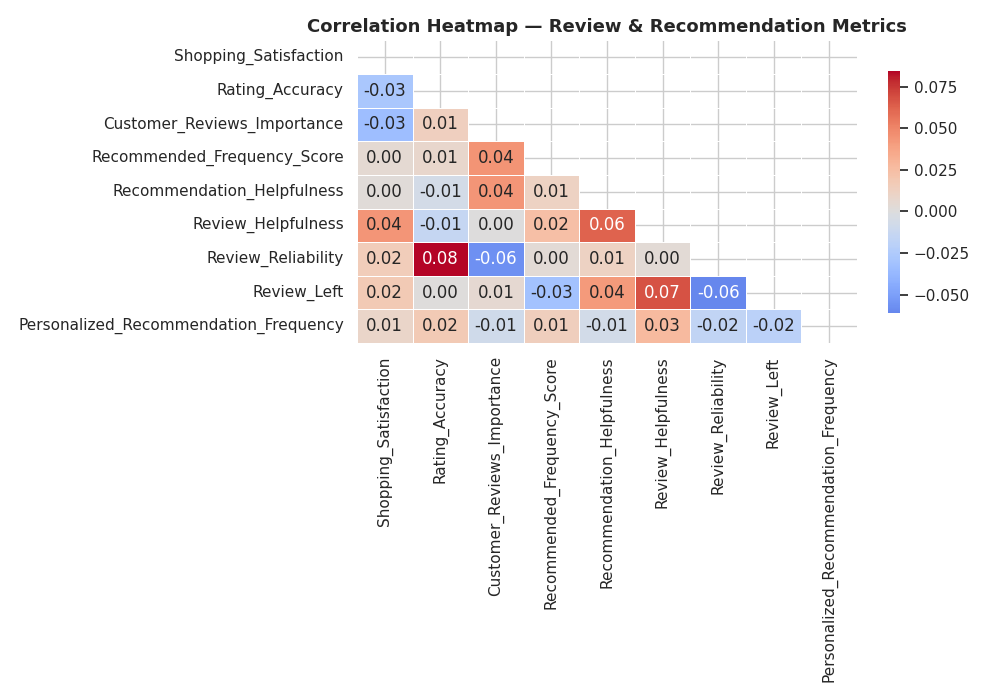 Correlation Heatmap — Review & Recommendation Metrics
Shopping_Satisfaction
Rating_Accuracy -0.03
Customer_Reviews_Importance -0.03 0.01
Recommended_Frequency_Score 0.00 0.01 0.04
Recommendation_Helpfulness 0.00 -0.01 0.04 0.01
Review_Helpfulness 0.04 -0.01 0.00 0.02 0.06
Review_Reliability 0.02 0.08 -0.06 0.00 0.01 0.00
Review_Left 0.02 0.00 0.01 -0.03 0.04 0.07 -0.06
Personalized_Recommendation_Frequency 0.01 0.02 -0.01 0.01 -0.01 0.03 -0.02 -0.02
Shopping_Satisfaction
Rating_Accuracy
Customer_Reviews_Importance
Recommended_Frequency_Score
Recommendation_Helpfulness
Review_Helpfulness
Review_Reliability
Review_Left
Personalized_Recommendation_Frequency
0.075
0.050
0.025
0.000
−0.025
−0.050